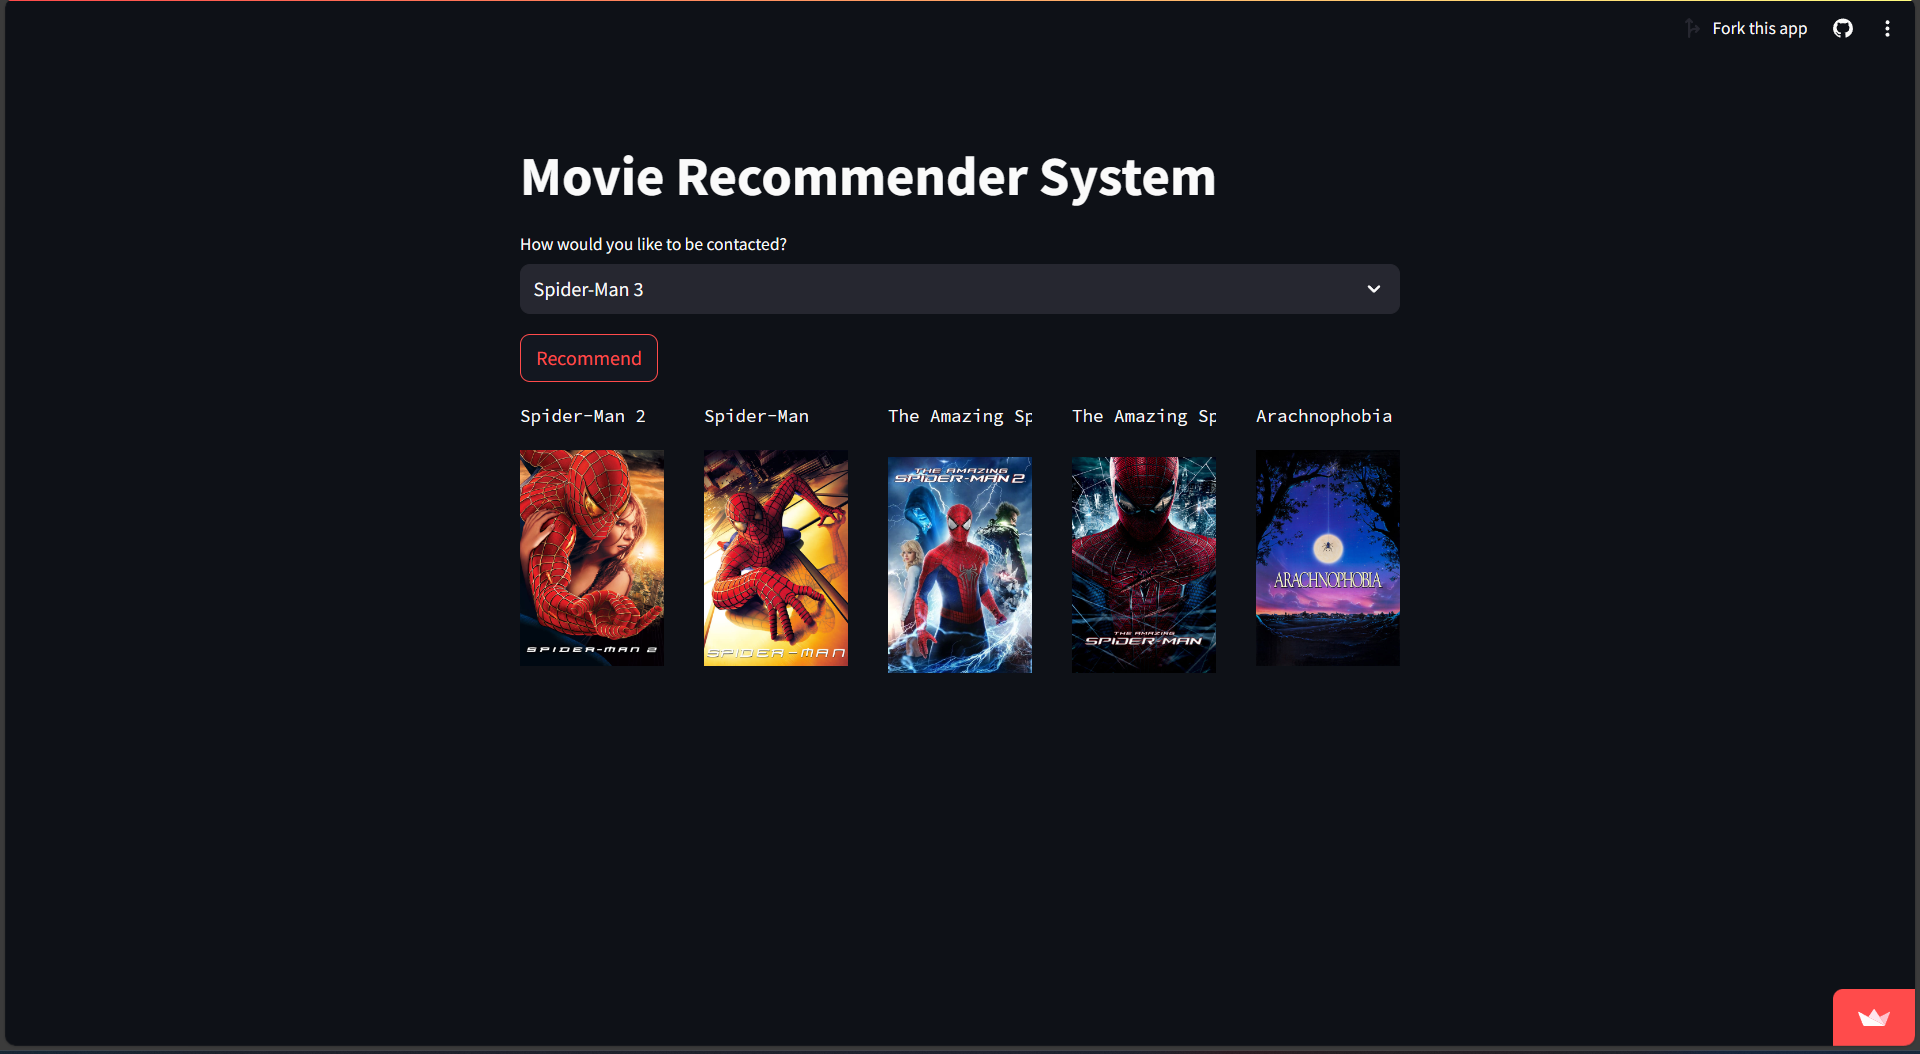 Fork this app
Movie Recommender System
How would you like to be contacted?
Spider-Man 3
Recommend
Spider-Man 2
Spider-Man
The Amazing Sp
The Amazing Sp
Arachnophobia
SPIDER-MAN 2
SPIDER-MAN
THE AMAZING
SPIDER-MAN 2
THE AMAZING
SPIDER-MAN
ARACHNOPHOBIA